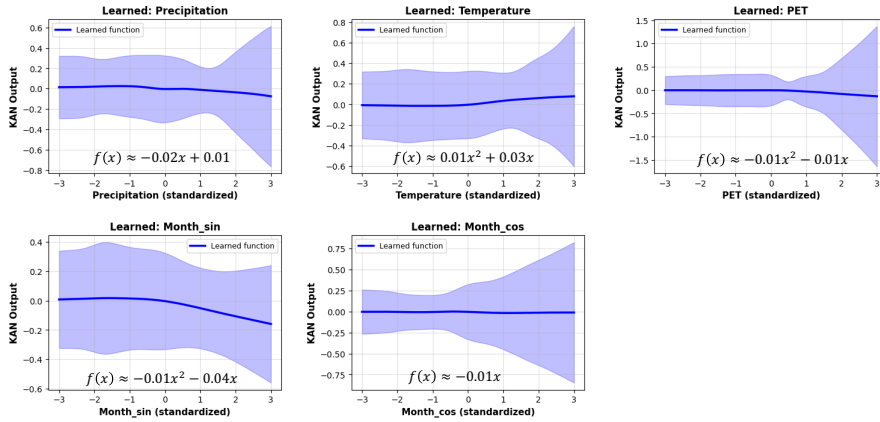 Learned: Precipitation
Learned function
KAN Output
0.6
0.4
0.2
0.0
−0.2
−0.4
−0.6
−0.8
f(x) ≈ −0.02x + 0.01
−3 −2 −1 0 1 2 3
Precipitation (standardized)
Learned: Temperature
Learned function
KAN Output
0.8
0.6
0.4
0.2
0.0
−0.2
−0.4
−0.6
f(x) ≈ 0.01x² + 0.03x
−3 −2 −1 0 1 2 3
Temperature (standardized)
Learned: PET
Learned function
KAN Output
1.5
1.0
0.5
0.0
−0.5
−1.0
−1.5
f(x) ≈ −0.01x² − 0.01x
−3 −2 −1 0 1 2 3
PET (standardized)
Learned: Month_sin
Learned function
KAN Output
0.4
0.2
0.0
−0.2
−0.4
−0.6
f(x) ≈ −0.01x² − 0.04x
−3 −2 −1 0 1 2 3
Month_sin (standardized)
Learned: Month_cos
Learned function
KAN Output
0.75
0.50
0.25
0.00
−0.25
−0.50
−0.75
f(x) ≈ −0.01x
−3 −2 −1 0 1 2 3
Month_cos (standardized)